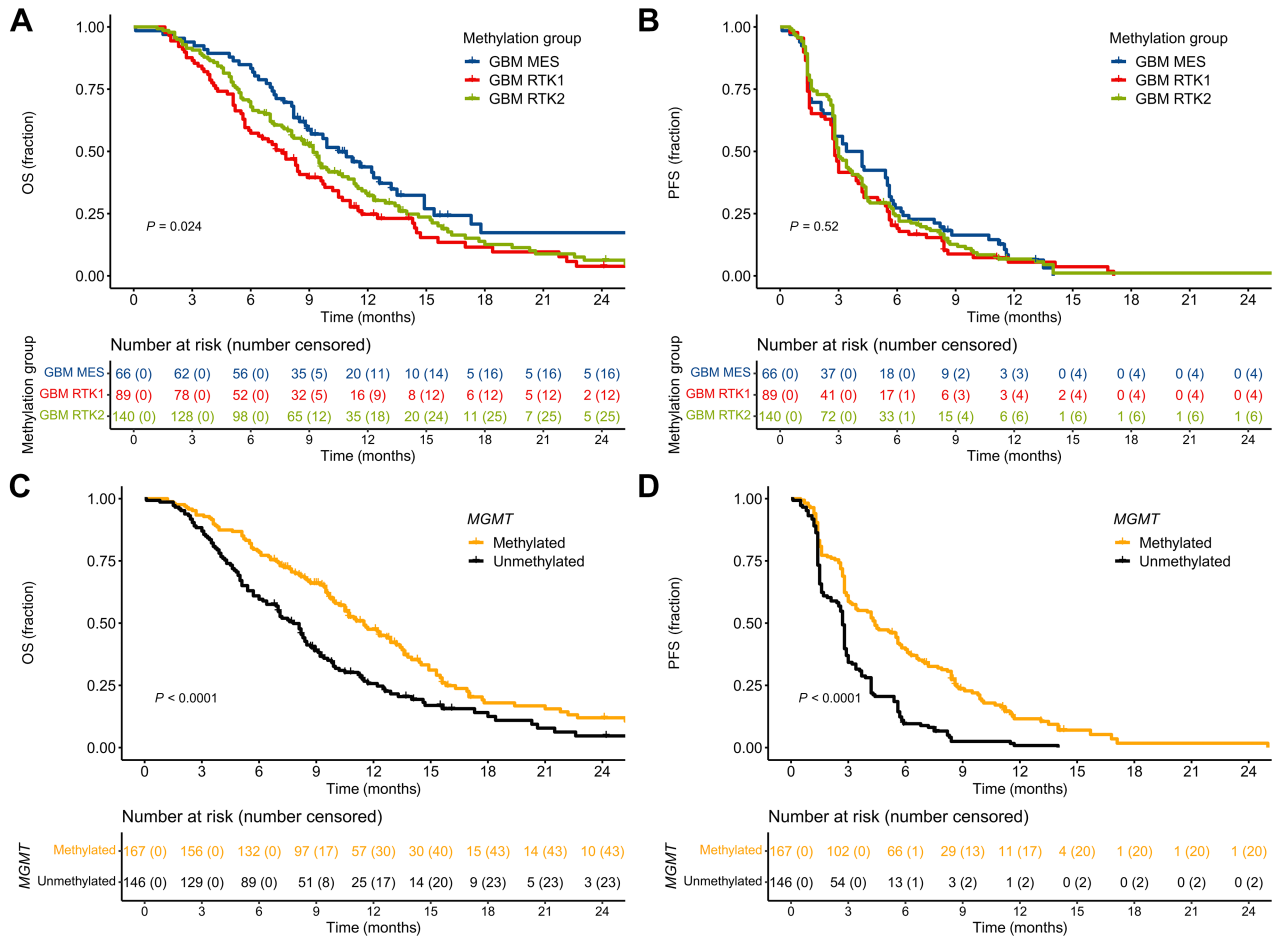 A
1.00
0.75
0.50
0.25
0.00
OS (fraction)
Methylation group
GBM MES
GBM RTK1
GBM RTK2
P = 0.024
0 3 6 9 12 15 18 21 24
Time (months)
Number at risk (number censored)
Methylation group
GBM MES 66 (0) 62 (0) 56 (0) 35 (5) 20 (11) 10 (14) 5 (16) 5 (16) 5 (16)
GBM RTK1 89 (0) 78 (0) 52 (0) 32 (5) 16 (9) 8 (12) 6 (12) 5 (12) 2 (12)
GBM RTK2 140 (0) 128 (0) 98 (0) 65 (12) 35 (18) 20 (24) 11 (25) 7 (25) 5 (25)
0 3 6 9 12 15 18 21 24
Time (months)
B
1.00
0.75
0.50
0.25
0.00
PFS (fraction)
Methylation group
GBM MES
GBM RTK1
GBM RTK2
P = 0.52
0 3 6 9 12 15 18 21 24
Time (months)
Number at risk (number censored)
Methylation group
GBM MES 66 (0) 37 (0) 18 (0) 9 (2) 3 (3) 0 (4) 0 (4) 0 (4) 0 (4)
GBM RTK1 89 (0) 41 (0) 17 (1) 6 (3) 3 (4) 2 (4) 0 (4) 0 (4) 0 (4)
GBM RTK2 140 (0) 72 (0) 33 (1) 15 (4) 6 (6) 1 (6) 1 (6) 1 (6) 1 (6)
0 3 6 9 12 15 18 21 24
Time (months)
C
1.00
0.75
0.50
0.25
0.00
OS (fraction)
MGMT
Methylated
Unmethylated
P < 0.0001
0 3 6 9 12 15 18 21 24
Time (months)
Number at risk (number censored)
MGMT
Methylated 167 (0) 156 (0) 132 (0) 97 (17) 57 (30) 30 (40) 15 (43) 14 (43) 10 (43)
Unmethylated 146 (0) 129 (0) 89 (0) 51 (8) 25 (17) 14 (20) 9 (23) 5 (23) 3 (23)
0 3 6 9 12 15 18 21 24
Time (months)
D
1.00
0.75
0.50
0.25
0.00
PFS (fraction)
MGMT
Methylated
Unmethylated
P < 0.0001
0 3 6 9 12 15 18 21 24
Time (months)
Number at risk (number censored)
MGMT
Methylated 167 (0) 102 (0) 66 (1) 29 (13) 11 (17) 4 (20) 1 (20) 1 (20) 1 (20)
Unmethylated 146 (0) 54 (0) 13 (1) 3 (2) 1 (2) 0 (2) 0 (2) 0 (2) 0 (2)
0 3 6 9 12 15 18 21 24
Time (months)